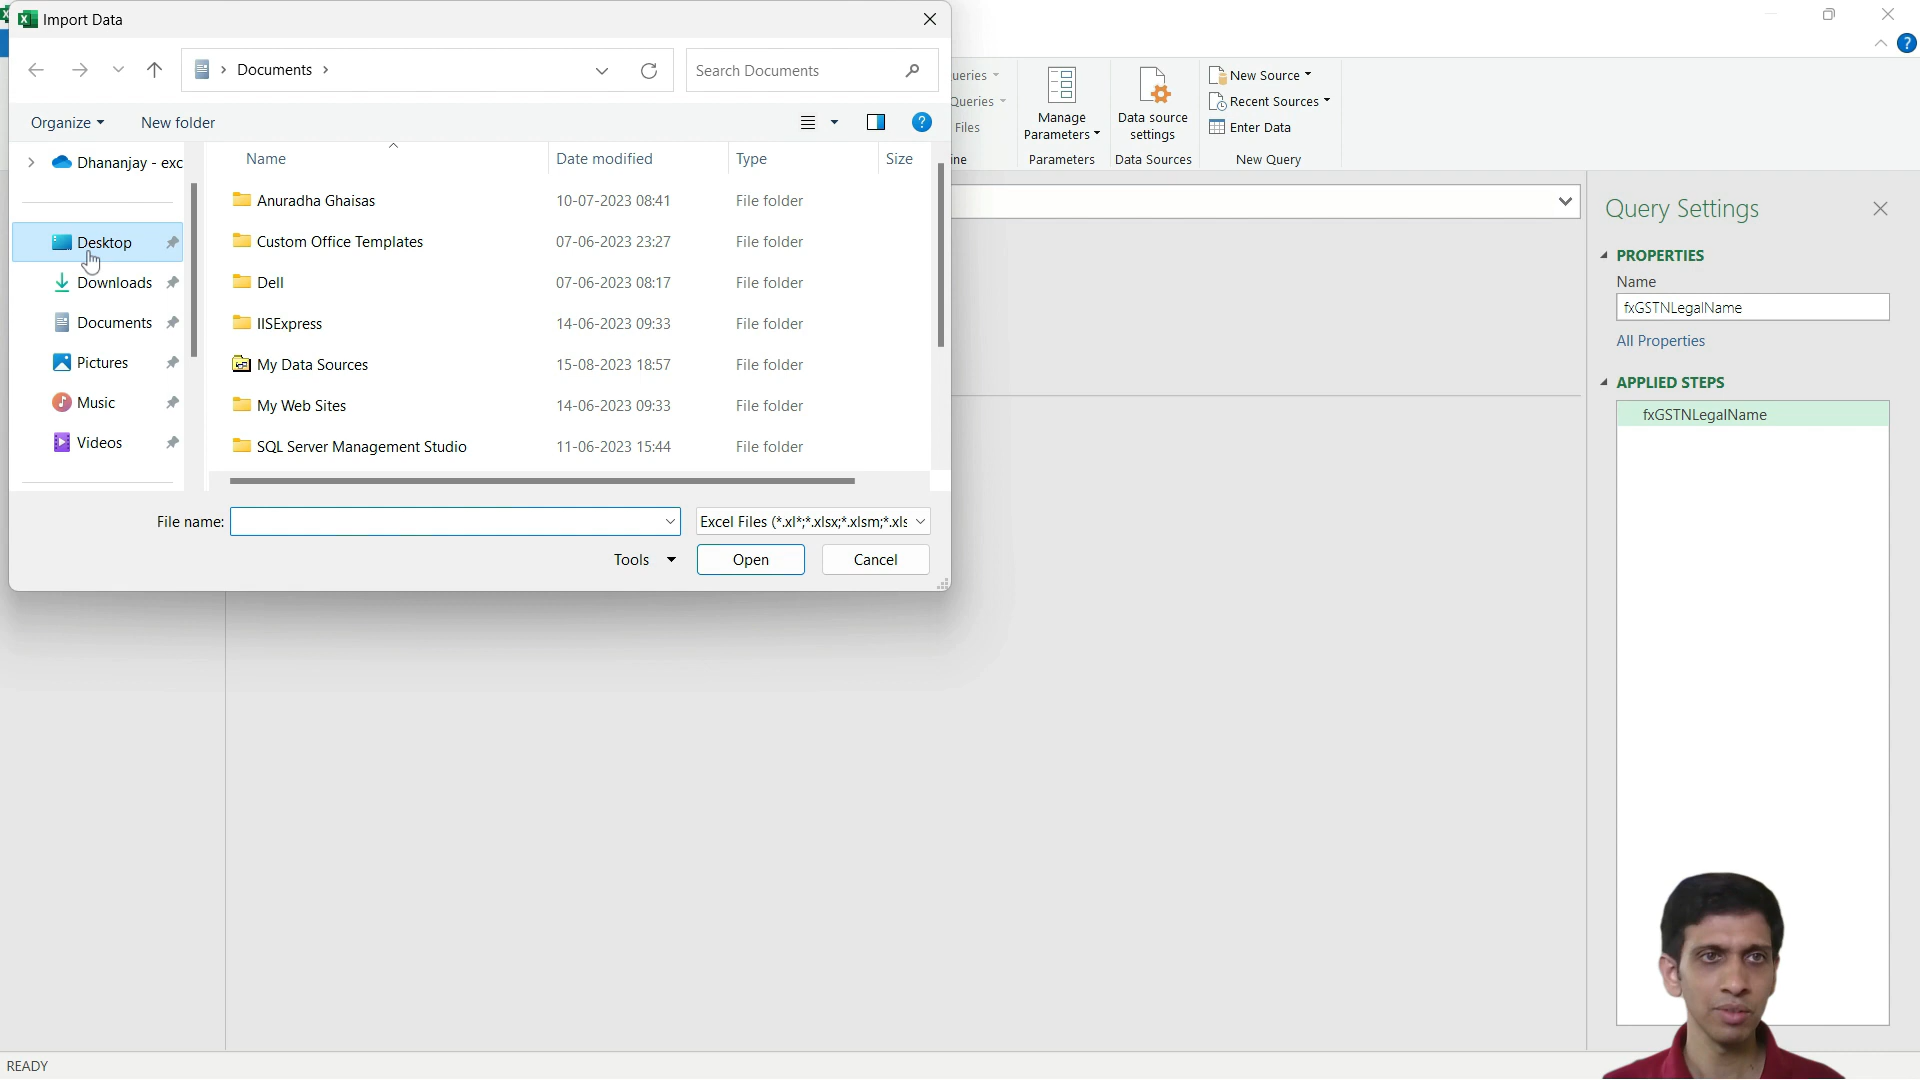 Import Data
Documents
Search Documents
Organize
New folder
Dhananjay - exc
Desktop
Downloads
Documents
Pictures
Music
Videos
Name
Date modified
Type
Size
Anuradha Ghaisas
10-07-2023 08:41
File folder
Custom Office Templates
07-06-2023 23:27
File folder
Dell
07-06-2023 08:17
File folder
IISExpress
14-06-2023 09:33
File folder
My Data Sources
15-08-2023 18:57
File folder
My Web Sites
14-06-2023 09:33
File folder
SQL Server Management Studio
11-06-2023 15:44
File folder
File name:
Excel Files (*.xl*;*.xlsx;*.xlsm;*.xls
Tools
Open
Cancel
ueries
Queries
Files
ine
Manage
Parameters
Parameters
Data source
settings
Data Sources
New Source
Recent Sources
Enter Data
New Query
Query Settings
PROPERTIES
Name
fxGSTNLegalName
All Properties
APPLIED STEPS
fxGSTNLegalName
READY